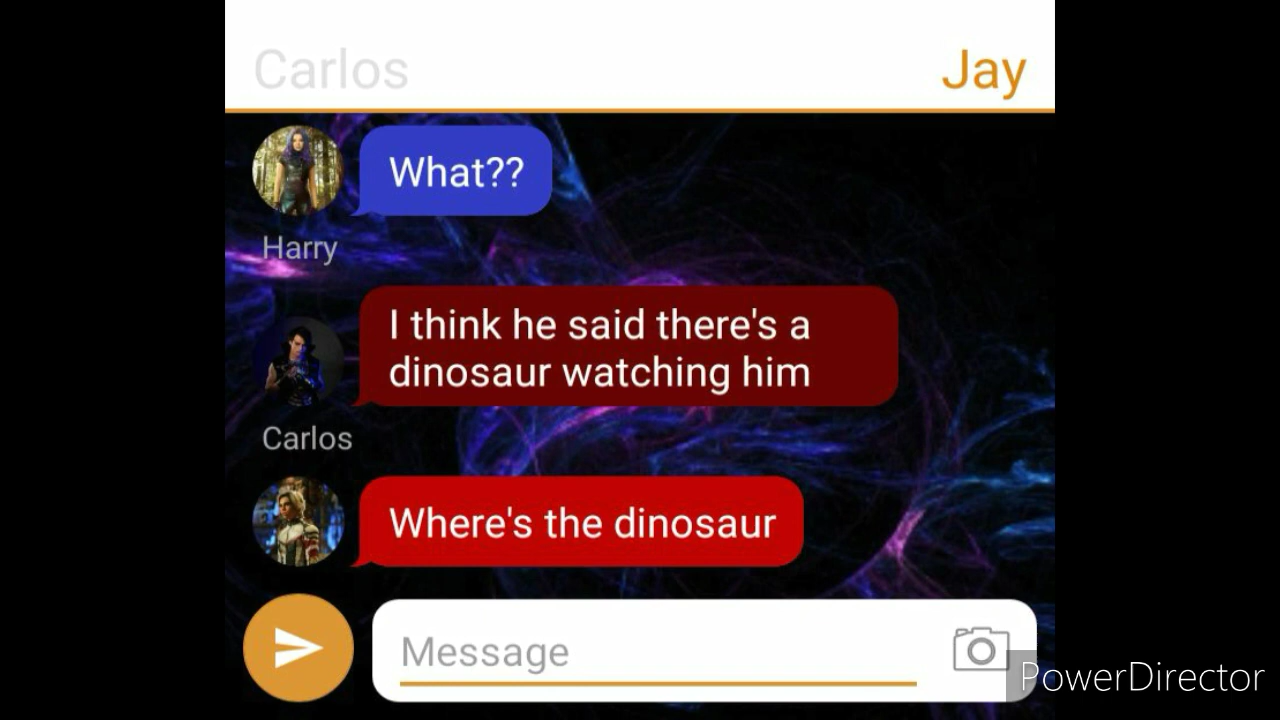 Carlos
Jay
What??
Harry
I think he said there's a
dinosaur watching him
Carlos
Where's the dinosaur
Message
PowerDirector